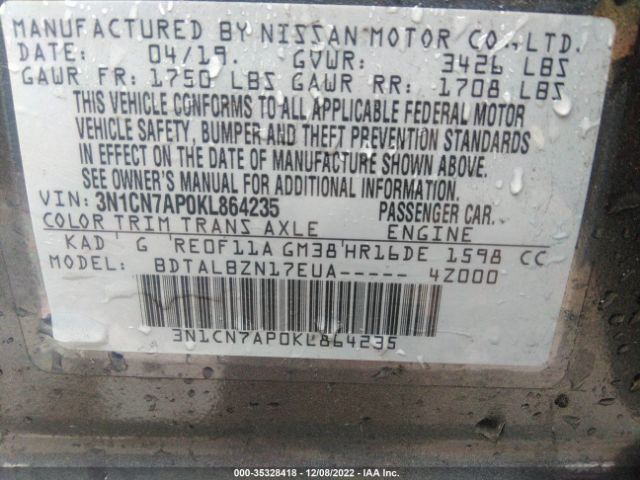 MANUFACTURED BY NISSAN MOTOR CO.,LTD.
DATE: 04/19. GVWR: 3426 LBS
GAWR FR: 1750 LBS GAWR RR: 1708 LBS
THIS VEHICLE CONFORMS TO ALL APPLICABLE FEDERAL MOTOR
VEHICLE SAFETY, BUMPER AND THEFT PREVENTION STANDARDS
IN EFFECT ON THE DATE OF MANUFACTURE SHOWN ABOVE.
SEE OWNER'S MANUAL FOR ADDITIONAL INFORMATION.
VIN: 3N1CN7AP0KL864235 PASSENGER CAR.
COLOR TRIM TRANS AXLE ENGINE
KAD G RE0F11A GM38 HR16DE 1598 CC
MODEL: BDTALBZN17EUA----- 4Z000
3N1CN7AP0KL864235
000-35328418 - 12/08/2022 - IAA Inc.